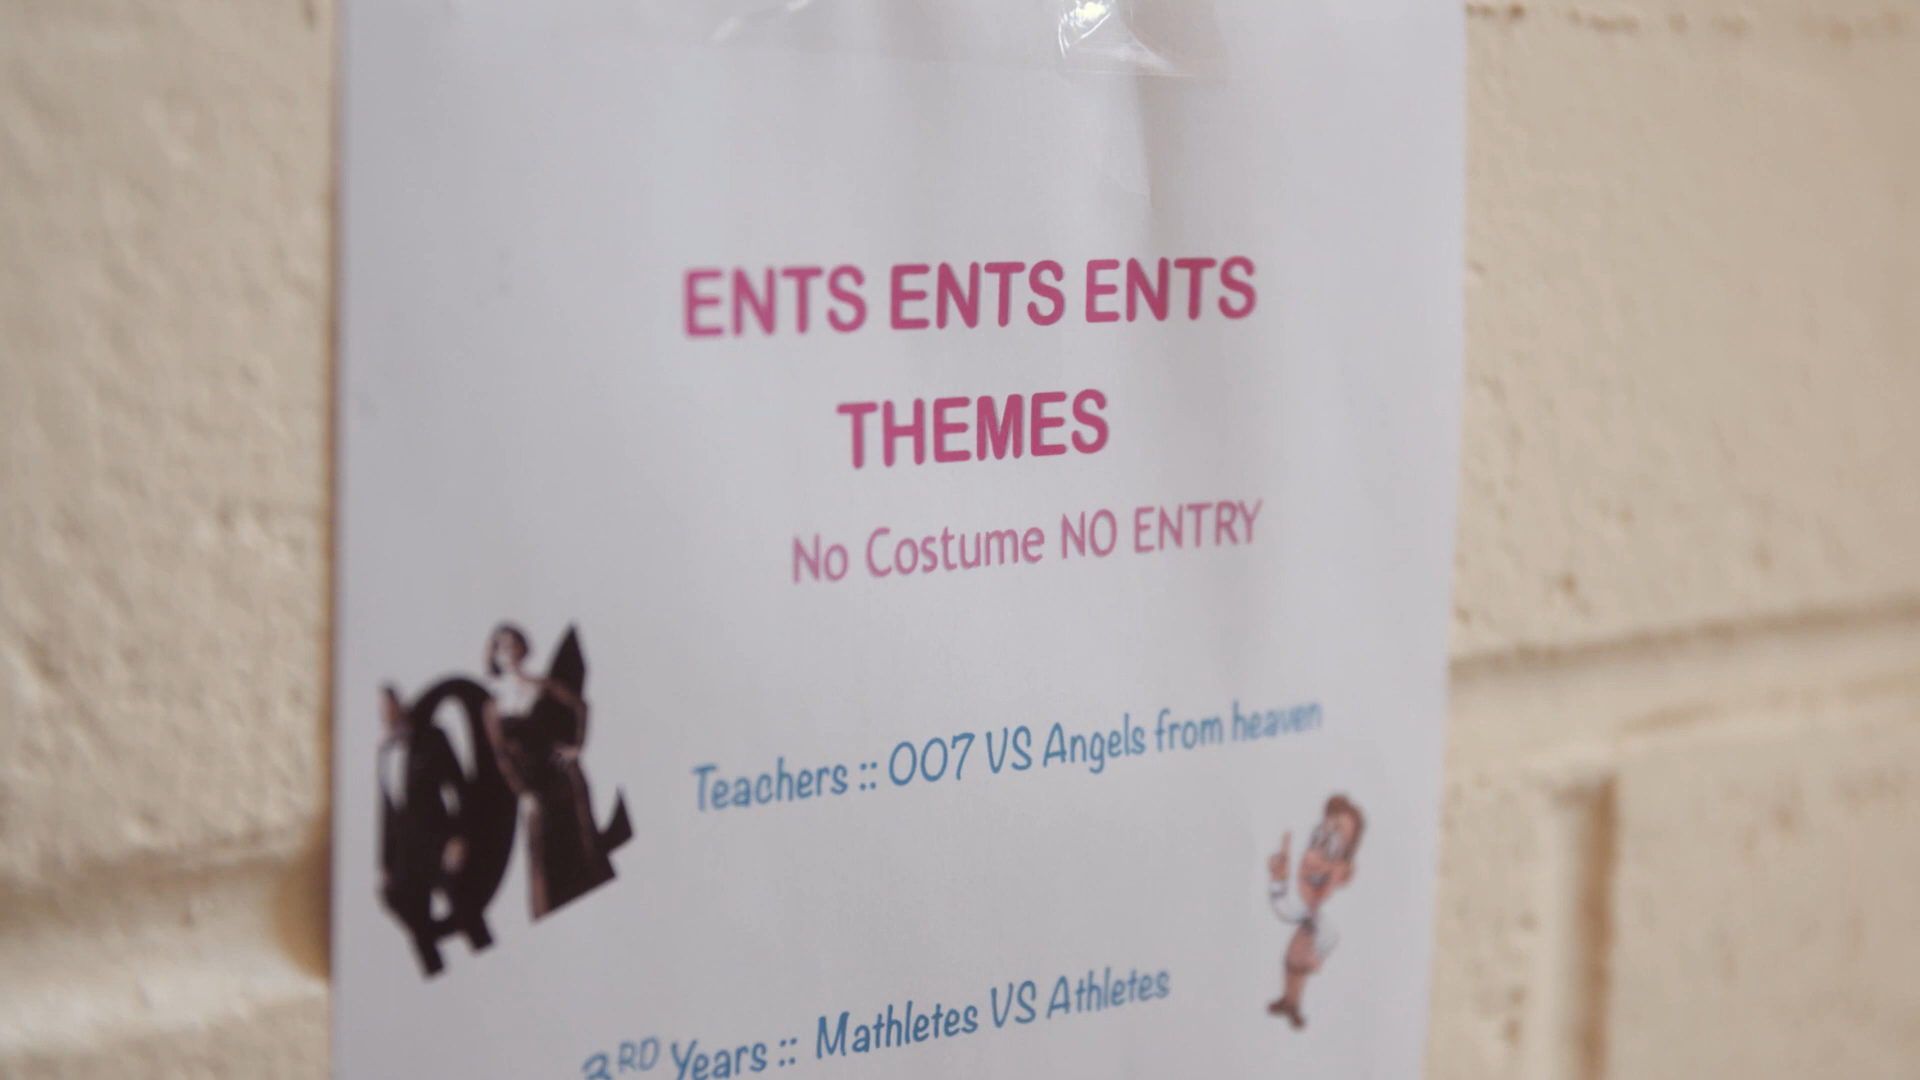 ENTS ENTS ENTS
THEMES
No Costume NO ENTRY
Teachers :: 007 VS Angels from heaven
3RD Years :: Mathletes VS Athletes